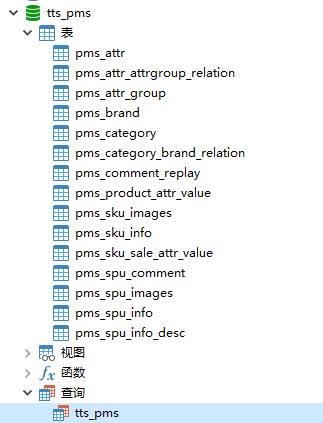 tts_pms
表
pms_attr
pms_attr_attrgroup_relation
pms_attr_group
pms_brand
pms_category
pms_category_brand_relation
pms_comment_replay
pms_product_attr_value
pms_sku_images
pms_sku_info
pms_sku_sale_attr_value
pms_spu_comment
pms_spu_images
pms_spu_info
pms_spu_info_desc
视图
fx 函数
查询
tts_pms